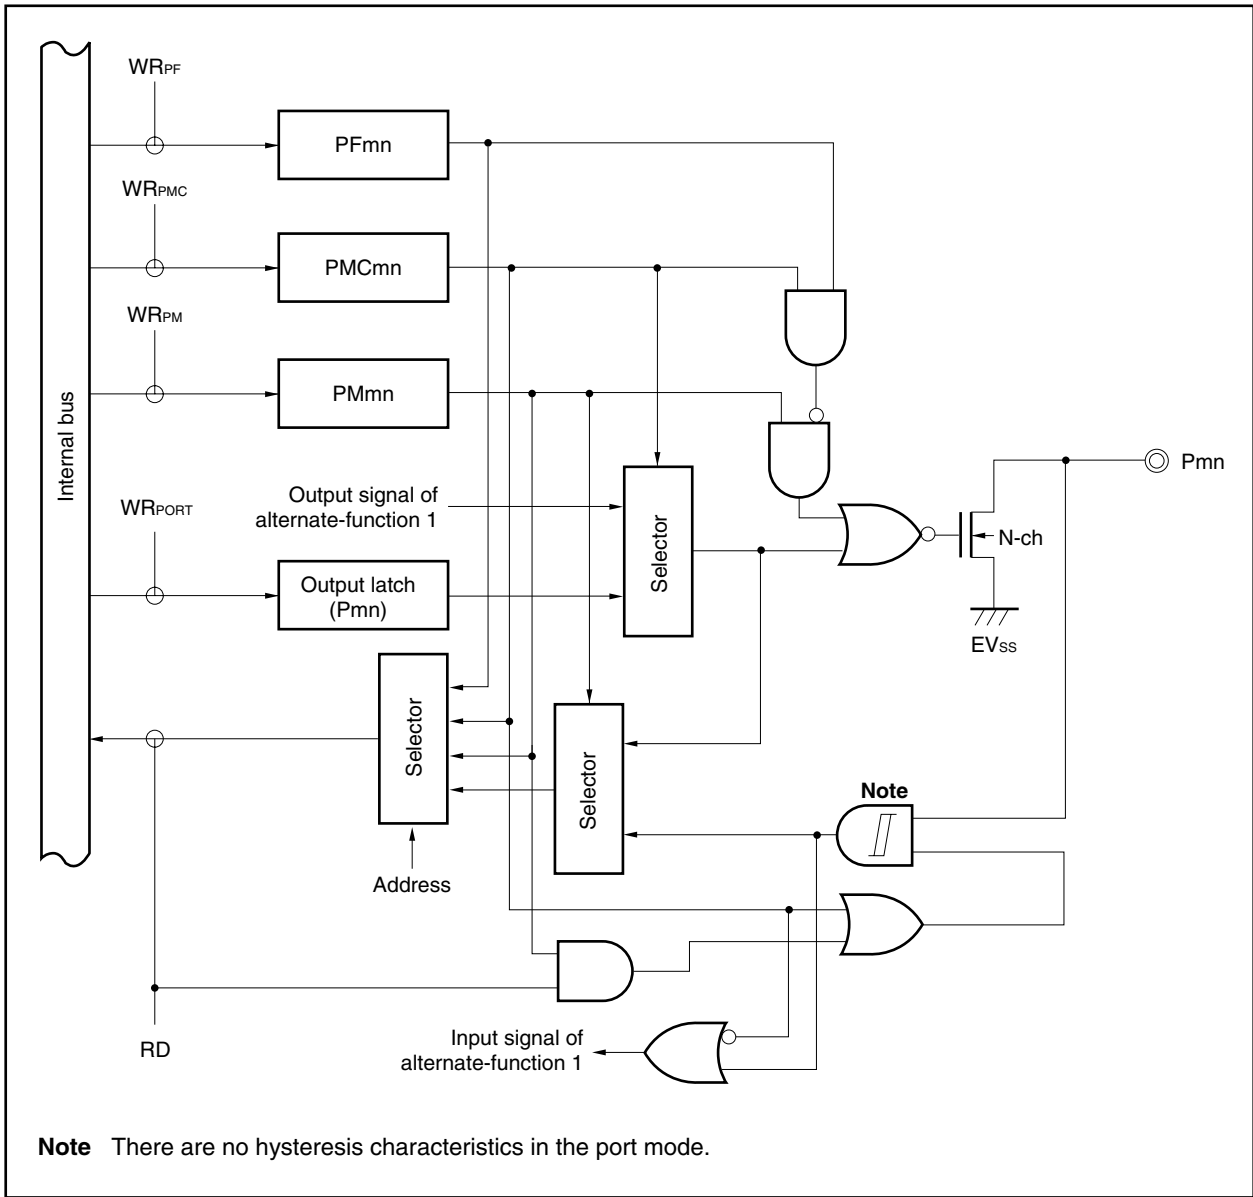 WRPF
PFmn
WRPMC
PMCmn
WRPM
PMmn
Internal bus
Pmn
Output signal of
alternate-function 1
WRPORT
Selector
N-ch
Output latch
(Pmn)
EVSS
Selector
Selector
Note
Address
RD
Input signal of
alternate-function 1
Note There are no hysteresis characteristics in the port mode.